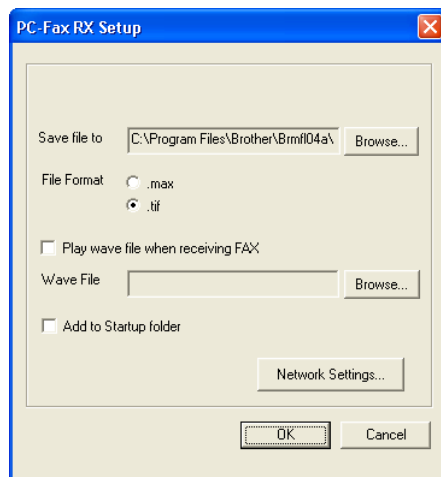 PC-Fax RX Setup
Save file to C:\Program Files\Brother\Brmfl04a\ Browse...
File Format .max
.tif
Play wave file when receiving FAX
Wave File Browse...
Add to Startup folder
Network Settings...
OK Cancel